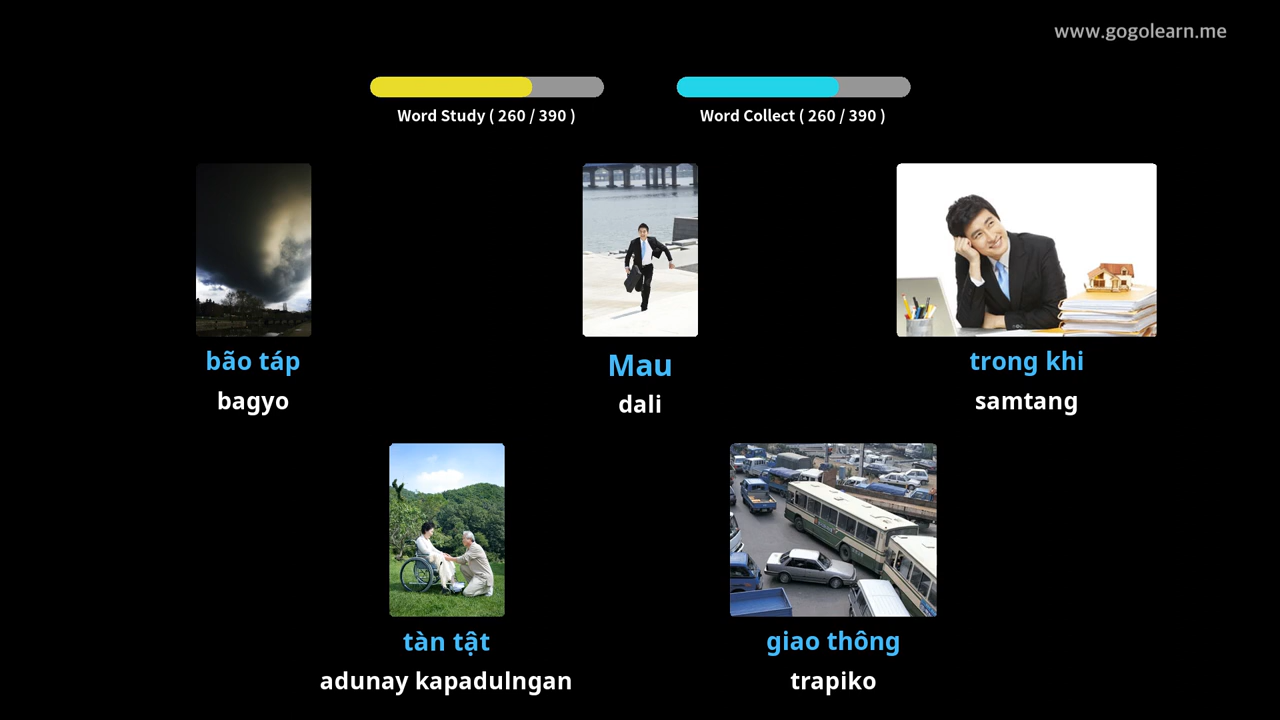 www.gogolearn.me
Word Study ( 260 / 390 )
Word Collect ( 260 / 390 )
bão táp
bagyo
Mau
dali
trong khi
samtang
tàn tật
adunay kapadulngan
giao thông
trapiko